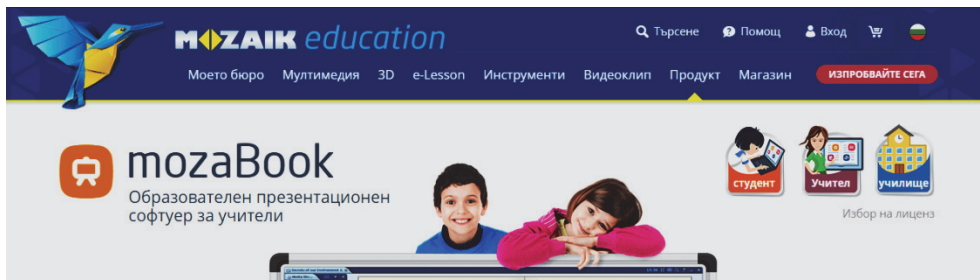 MOZAIK education
Търсене Помощ Вход
Моето бюро Мултимедия 3D e-Lesson Инструменти Видеоклип Продукт Магазин ИЗПРОБВАЙТЕ СЕГА
mozaBook
Образователен презентационен
софтуер за учители
студент Учител училище
Избор на лиценз